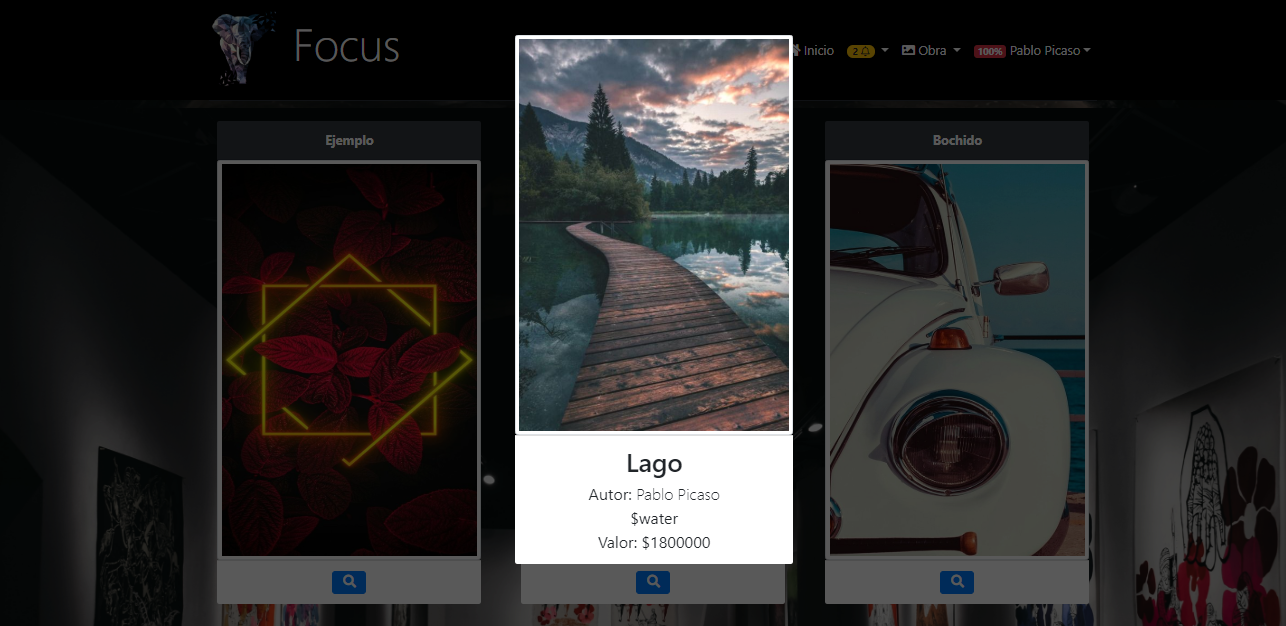 Focus
Inicio
2
Obra
100% Pablo Picaso
Ejemplo
Bochido
Lago
Autor: Pablo Picaso
$water
Valor: $1800000